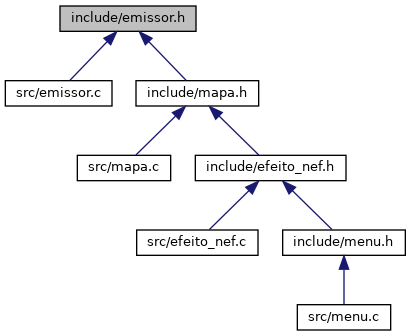 include/emissor.h
src/emissor.c
include/mapa.h
src/mapa.c
include/efeito_nef.h
src/efeito_nef.c
include/menu.h
src/menu.c